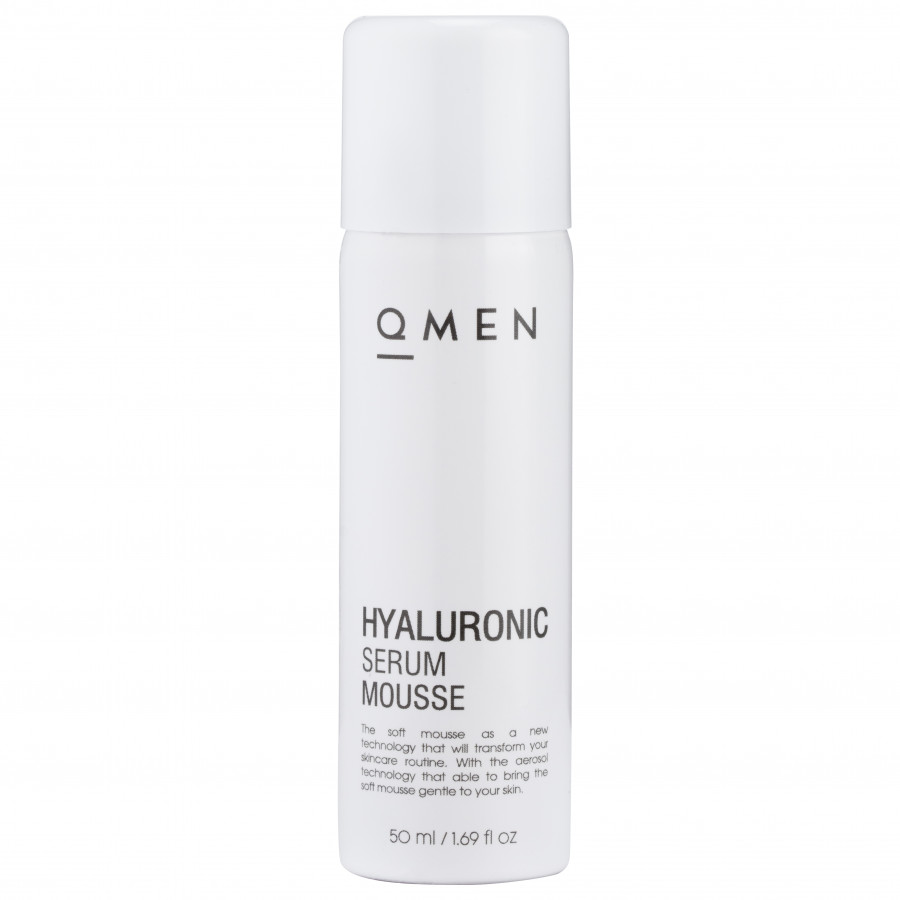 QMEN
HYALURONIC
SERUM
MOUSSE
The soft mousse as a new
technology that will transform your
skincare routine. With the aerosol
technology that able to bring the
soft mousse gentle to your skin.
50 ml / 1.69 fl oz